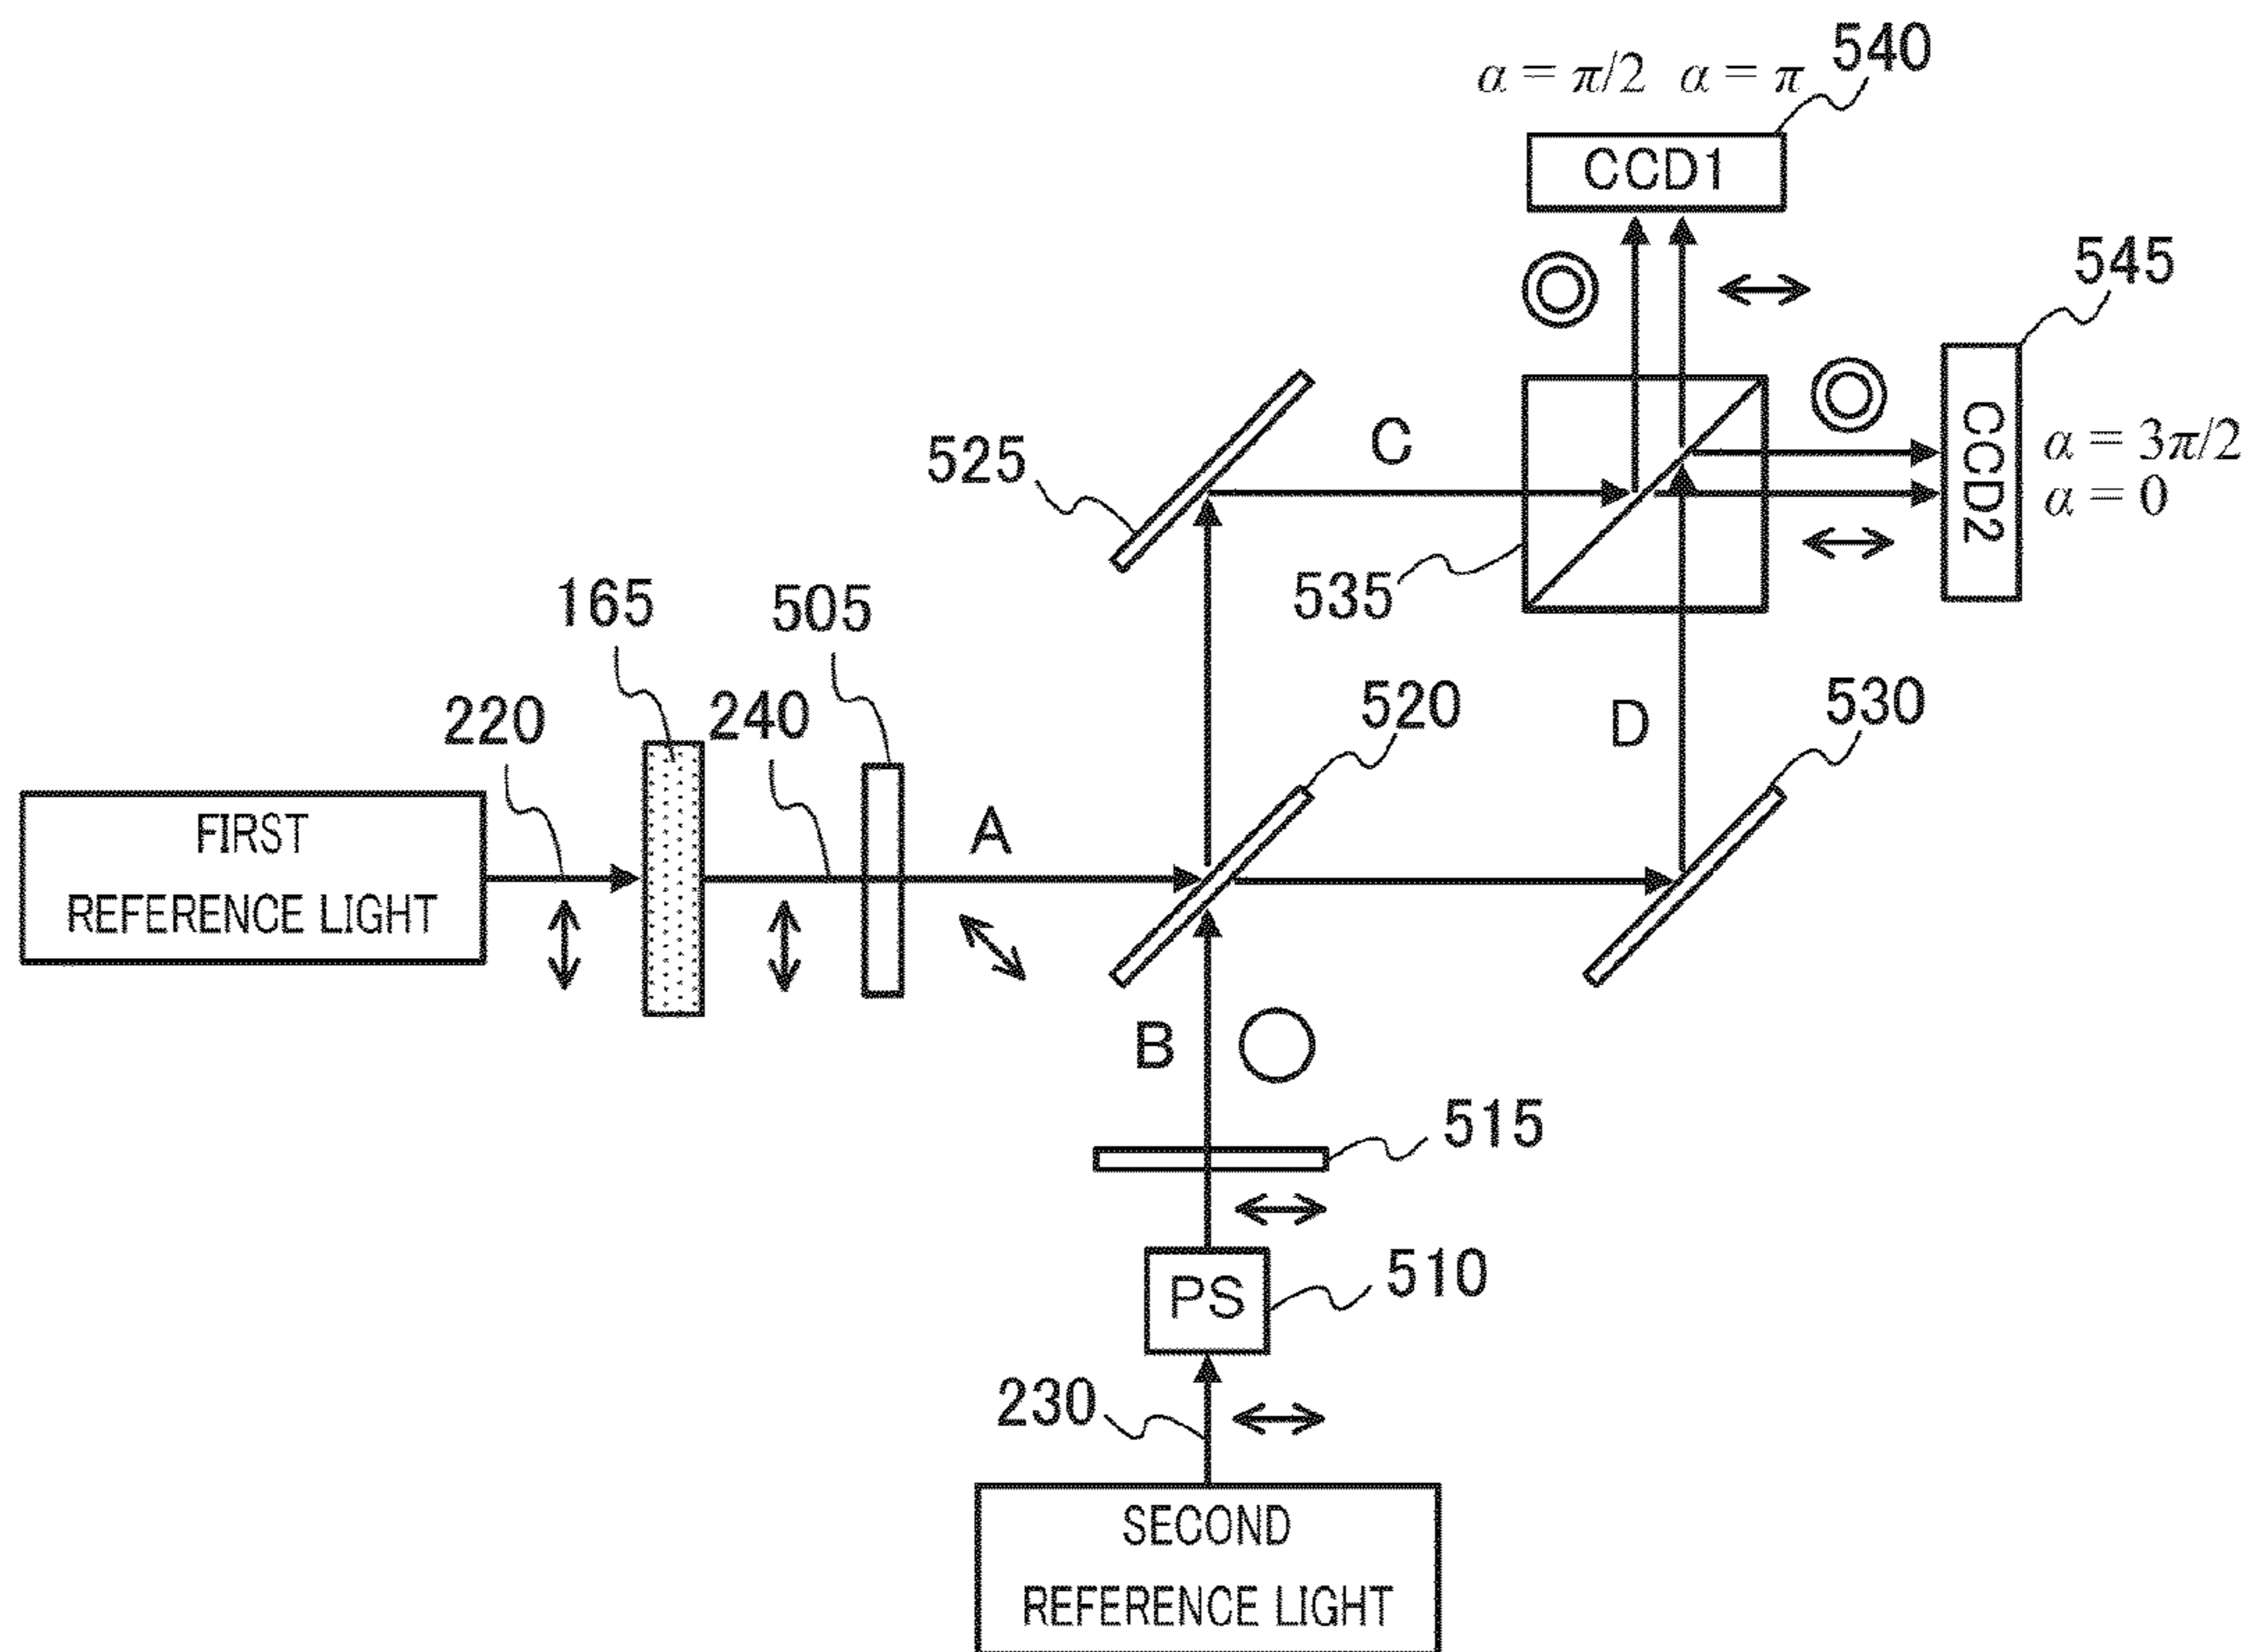 540
α = π/2 α = π
CCD1
545
525
C
CCD2
α = 3π/2
α = 0
535
165
505
220
240
520
D
530
A
FIRST
REFERENCE LIGHT
B
515
PS
510
230
SECOND
REFERENCE LIGHT